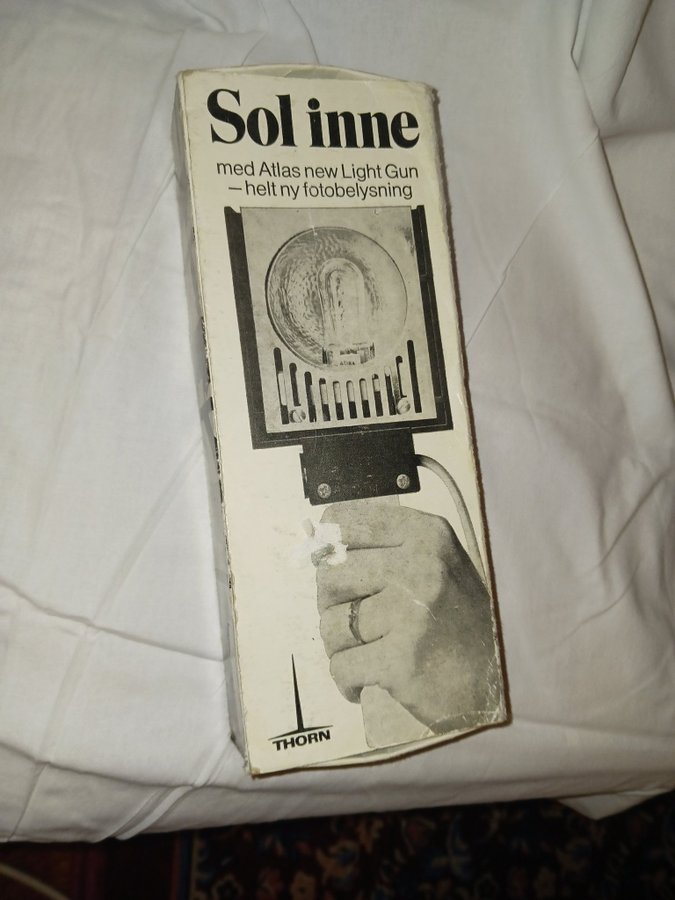 Sol inne
med Atlas new Light Gun
– helt ny fotobelysning
THORN